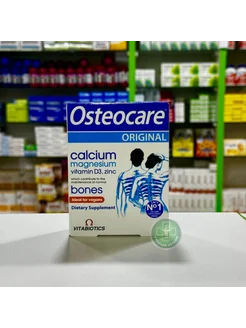 Osteocare
ORIGINAL
calcium
magnesium
vitamin D3, zinc
which contribute to the
maintenance of normal
bones
Ideal for vegans
Dietary Supplement
Nº1
VITABIOTICS